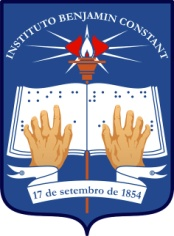 INSTITUTO BENJAMIN CONSTANT
17 de setembro de 1854